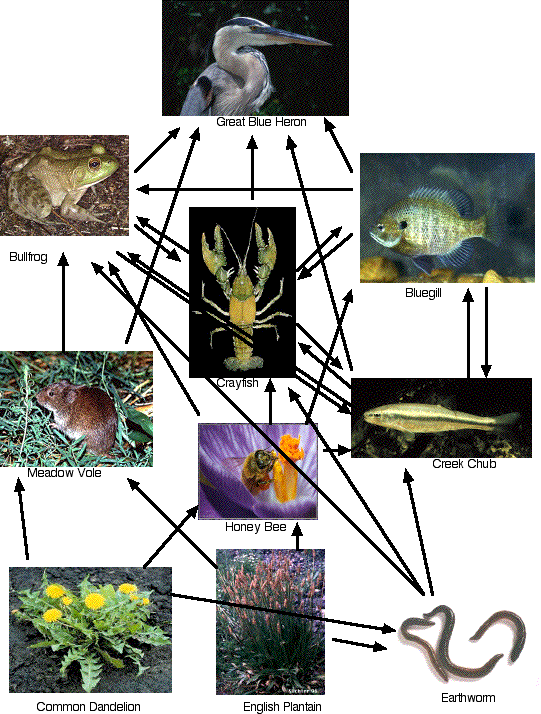 Great Blue Heron
Bullfrog
Bluegill
Crayfish
Creek Chub
Meadow Vole
Honey Bee
Common Dandelion
English Plantain
Earthworm